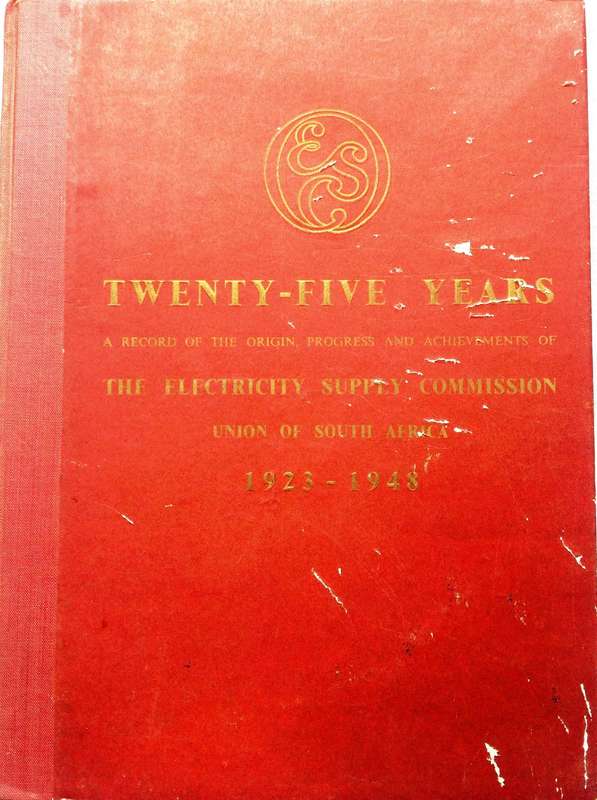 ESC
TWENTY-FIVE YEARS
A RECORD OF THE ORIGIN, PROGRESS AND ACHIEVEMENTS OF
THE ELECTRICITY SUPPLY COMMISSION
UNION OF SOUTH AFRICA
1923 - 1948